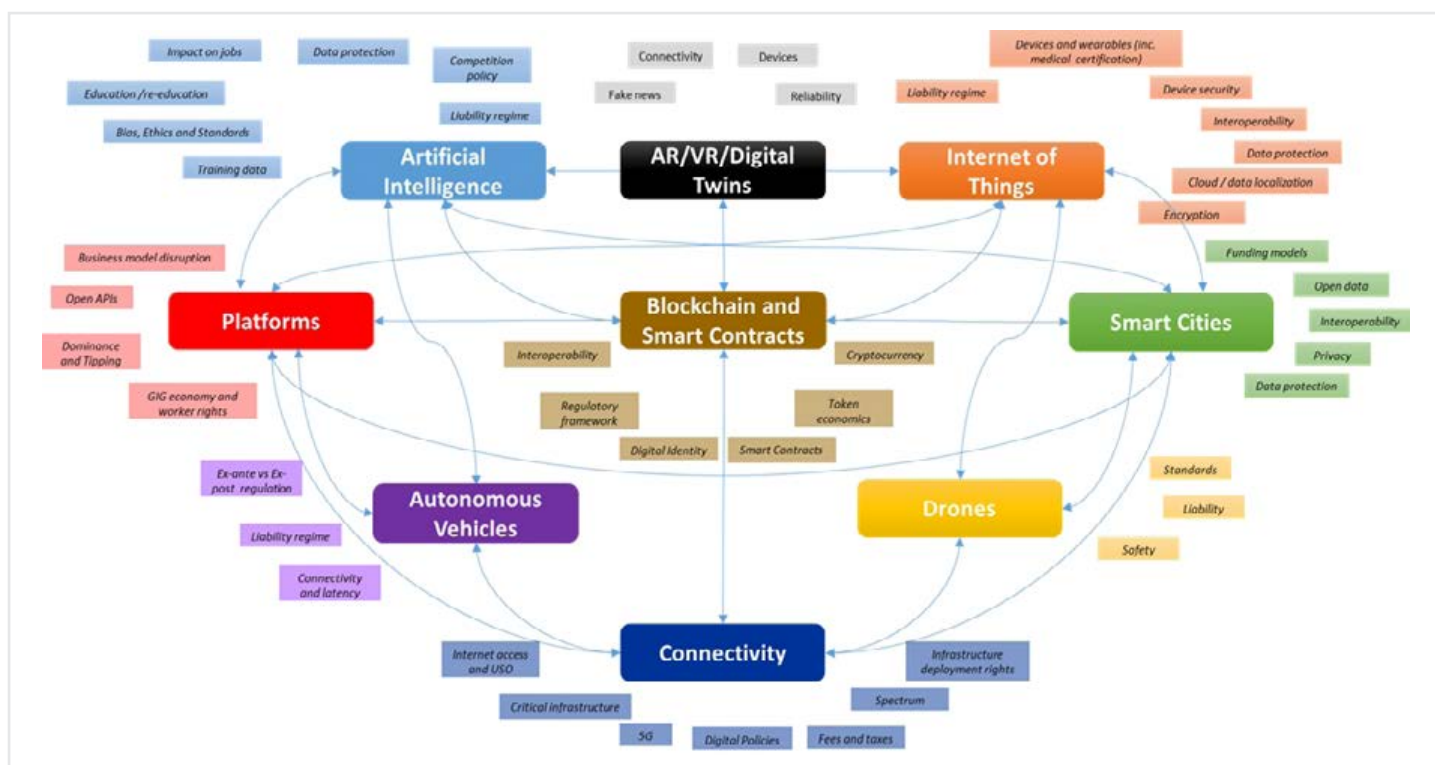 Impact on jobs
Data protection
Competition
policy
Connectivity
Devices
Devices and wearables (inc.
medical certification)
Education /re-education
Fake news
Reliability
Liability regime
Device security
Liability regime
Interoperability
Bias, Ethics and Standards
Training data
Artificial
Intelligence
AR/VR/Digital
Twins
Internet of
Things
Data protection
Cloud / data localization
Encryption
Business model disruption
Funding models
Open APIs
Platforms
Blockchain and
Smart Contracts
Smart Cities
Open data
Interoperability
Dominance
and Tipping
Interoperability
Cryptocurrency
Privacy
Data protection
GIG economy and
worker rights
Regulatory
framework
Token
economics
Digital Identity
Smart Contracts
Ex-ante vs Ex-
post regulation
Autonomous
Vehicles
Drones
Standards
Liability
Liability regime
Safety
Connectivity
and latency
Internet access
and USO
Connectivity
Infrastructure
deployment rights
Critical infrastructure
Spectrum
5G
Digital Policies
Fees and taxes